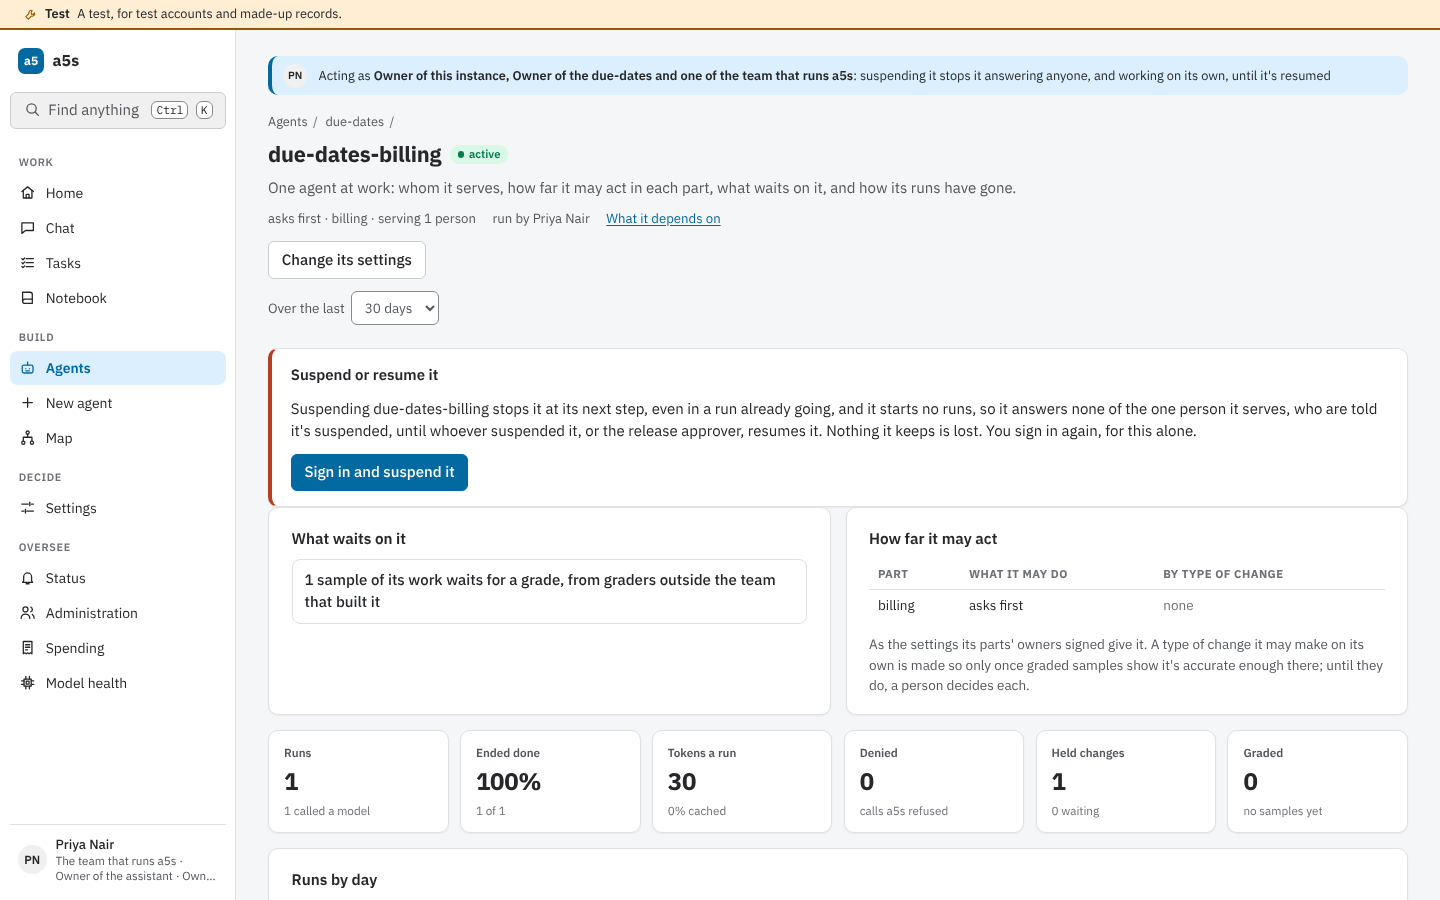 Test A test, for test accounts and made-up records.
a5 a5s
Find anything Ctrl K
WORK
Home
Chat
Tasks
Notebook
BUILD
Agents
New agent
Map
DECIDE
Settings
OVERSEE
Status
Administration
Spending
Model health
PN Priya Nair
The team that runs a5s ·
Owner of the assistant · Own...
PN Acting as Owner of this instance, Owner of the due-dates and one of the team that runs a5s: suspending it stops it answering anyone, and working on its own, until it's resumed
Agents / due-dates /
due-dates-billing active
One agent at work: whom it serves, how far it may act in each part, what waits on it, and how its runs have gone.
asks first · billing · serving 1 person run by Priya Nair What it depends on
Change its settings
Over the last 30 days
Suspend or resume it
Suspending due-dates-billing stops it at its next step, even in a run already going, and it starts no runs, so it answers none of the one person it serves, who are told
it's suspended, until whoever suspended it, or the release approver, resumes it. Nothing it keeps is lost. You sign in again, for this alone.
Sign in and suspend it
What waits on it
1 sample of its work waits for a grade, from graders outside the team
that built it
How far it may act
PART WHAT IT MAY DO BY TYPE OF CHANGE
billing asks first none
As the settings its parts' owners signed give it. A type of change it may make on its
own is made so only once graded samples show it's accurate enough there; until they
do, a person decides each.
Runs
1
1 called a model
Ended done
100%
1 of 1
Tokens a run
30
0% cached
Denied
0
calls a5s refused
Held changes
1
0 waiting
Graded
0
no samples yet
Runs by day